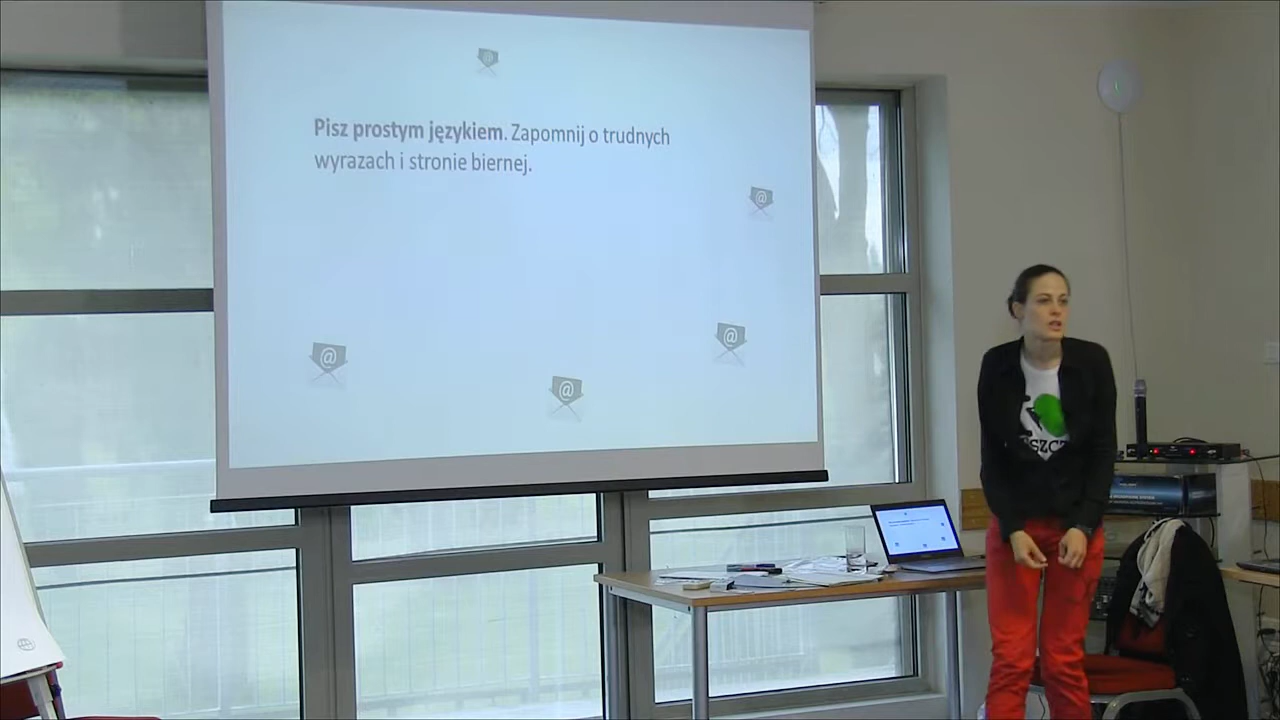 Pisz prostym językiem. Zapomnij o trudnych
wyrazach i stronie biernej.
@
@
@
@
@